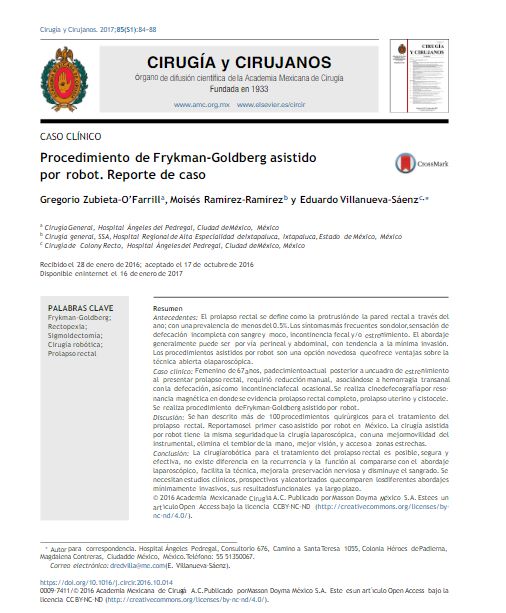 Cirugía y Cirujanos. 2017;85(S1):84-88
CIRUGÍA y CIRUJANOS
Órgano de difusión científica de la Academia Mexicana de Cirugía
Fundada en 1933
www.amc.org.mx www.elsevier.es/circir
CIRUGÍA
Y CIRUJANOS
CASO CLÍNICO
Procedimiento de Frykman-Goldberg asistido
por robot. Reporte de caso
CrossMark
Gregorio Zubieta-O’Farrillª, Moisés Ramírez-Ramírezᵇ y Eduardo Villanueva-Sáenzᶜ,*
ª Cirugía General, Hospital Ángeles del Pedregal, Ciudad de México, México
ᵇ Cirugía general, SSA, Hospital Regional de Alta Especialidad de Ixtapaluca, Ixtapaluca, Estado de México, México
ᶜ Cirugía de Colon y Recto, Hospital Ángeles del Pedregal, Ciudad de México, México
Recibido el 28 de enero de 2016; aceptado el 17 de octubre de 2016
Disponible en internet el 16 de enero de 2017
PALABRAS CLAVE
Frykman-Goldberg;
Rectopexia;
Sigmoidectomía;
Cirugía robótica;
Prolapso rectal
Resumen
Antecedentes: El prolapso rectal se define como la protrusión de la pared rectal a través del
ano; con una prevalencia de menos del 0.5%. Los síntomas más frecuentes son dolor, sensación de
defecación incompleta con sangre y moco, incontinencia fecal y/o estreñimiento. El abordaje
generalmente puede ser por vía perineal y abdominal, con tendencia a la mínima invasión.
Los procedimientos asistidos por robot son una opción novedosa que ofrece ventajas sobre la
técnica abierta o laparoscópica.
Caso clínico: Femenino de 67 años, padecimiento actual posterior a un cuadro de estreñimiento
al presentar prolapso rectal, requirió reducción manual, asociándose a hemorragia transanal
con la defecación, así como incontinencia fecal ocasional. Se realiza cinedefecografía por reso-
nancia magnética en donde se evidencia prolapso rectal completo, prolapso uterino y cistocele.
Se realiza procedimiento de Frykman-Goldberg asistido por robot.
Discusión: Se han descrito más de 100 procedimientos quirúrgicos para el tratamiento del
prolapso rectal. Reportamos el primer caso asistido por robot en México. La cirugía asistida
por robot tiene la misma seguridad que la cirugía laparoscópica, con una mejor movilidad del
instrumental, elimina el temblor de la mano, mejor visión, y acceso a zonas estrechas.
Conclusión: La cirugía robótica para el tratamiento del prolapso rectal es posible, segura y
efectiva, no existe diferencia en la recurrencia y la función al compararse con el abordaje
laparoscópico, facilita la técnica, mejora la preservación nerviosa y disminuye el sangrado. Se
necesitan estudios clínicos, prospectivos y aleatorizados que comparen los diferentes abordajes
mínimamente invasivos, sus resultados funcionales y a largo plazo.
© 2016 Academia Mexicana de Cirugía A.C. Publicado por Masson Doyma México S.A. Este es un
artículo Open Access bajo la licencia CC BY-NC-ND (http://creativecommons.org/licenses/by-
nc-nd/4.0/).
* Autor para correspondencia. Hospital Ángeles Pedregal, Consultorio 676, Camino a Santa Teresa 1055, Colonia Héroes de Padierna,
Magdalena Contreras, Ciudad de México, México. Teléfono: 55 51350067.
Correo electrónico: dredvilla@me.com (E. Villanueva-Sáenz).
https://doi.org/10.1016/j.circir.2016.10.014
0009-7411/© 2016 Academia Mexicana de Cirugía A.C. Publicado por Masson Doyma México S.A. Este es un artículo Open Access bajo la
licencia CC BY-NC-ND (http://creativecommons.org/licenses/by-nc-nd/4.0/).